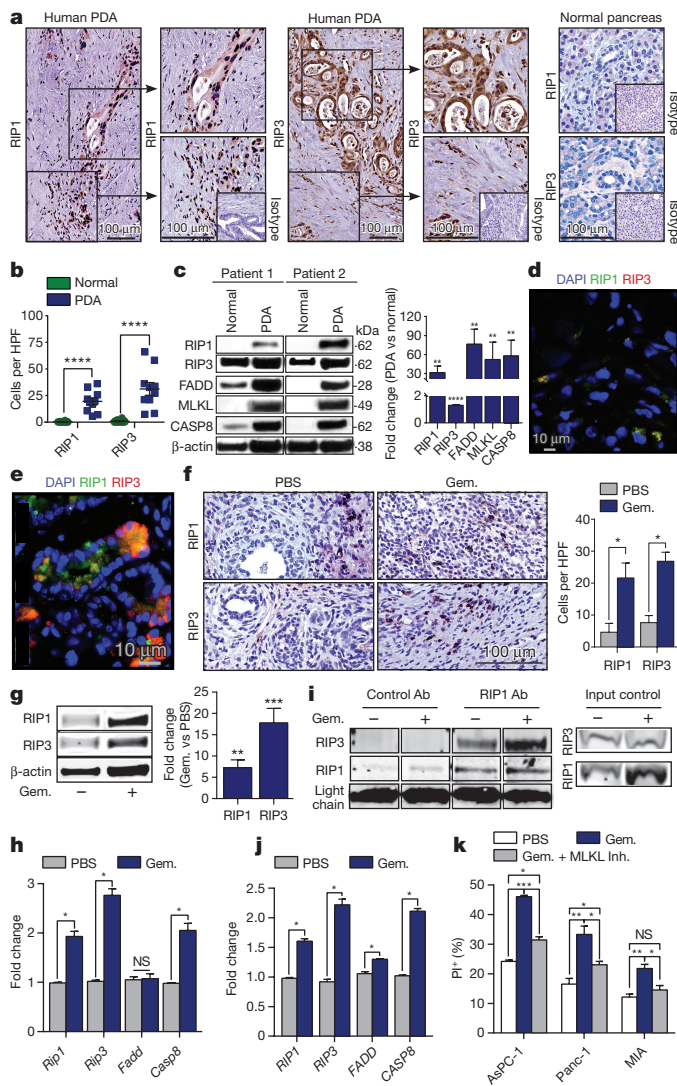 a
Human PDA
Human PDA
Normal pancreas
RIP1
RIP1
RIP3
RIP3
RIP1
Isotype
RIP3
Isotype
Isotype
Isotype
100 µm
100 µm
100 µm
100 µm
100 µm
b
Normal
PDA
Cells per HPF
100
75
50
25
0
****
****
RIP1
RIP3
c
Patient 1
Patient 2
Normal
PDA
Normal
PDA
kDa
RIP1
-62
RIP3
-62
FADD
-28
MLKL
-49
CASP8
-62
β-actin
-38
Fold change (PDA vs normal)
120
90
60
30
2
0
**
****
**
**
**
RIP1
RIP3
FADD
MLKL
CASP8
d
DAPI RIP1 RIP3
10 µm
e
DAPI RIP1 RIP3
10 µm
f
PBS
Gem.
RIP1
RIP3
100 µm
PBS
Gem.
Cells per HPF
40
30
20
10
0
*
*
RIP1
RIP3
g
RIP1
RIP3
β-actin
Gem.
−
+
Fold change
(Gem. vs PBS)
25
20
15
10
5
0
**
***
RIP1
RIP3
i
Control Ab
RIP1 Ab
Input control
Gem.
−
+
−
+
−
+
RIP3
RIP1
Light
chain
RIP3
RIP1
h
PBS
Gem.
Fold change
3
2
1
0
*
*
NS
*
Rip1
Rip3
Fadd
Casp8
j
PBS
Gem.
Fold change
2.5
2.0
1.5
1.0
0.5
0.0
*
*
*
*
RIP1
RIP3
FADD
CASP8
k
PBS
Gem.
Gem. + MLKL Inh.
PI⁺ (%)
50
40
30
20
10
0
*
***
*
** *
NS
** *
AsPC-1
Panc-1
MIA